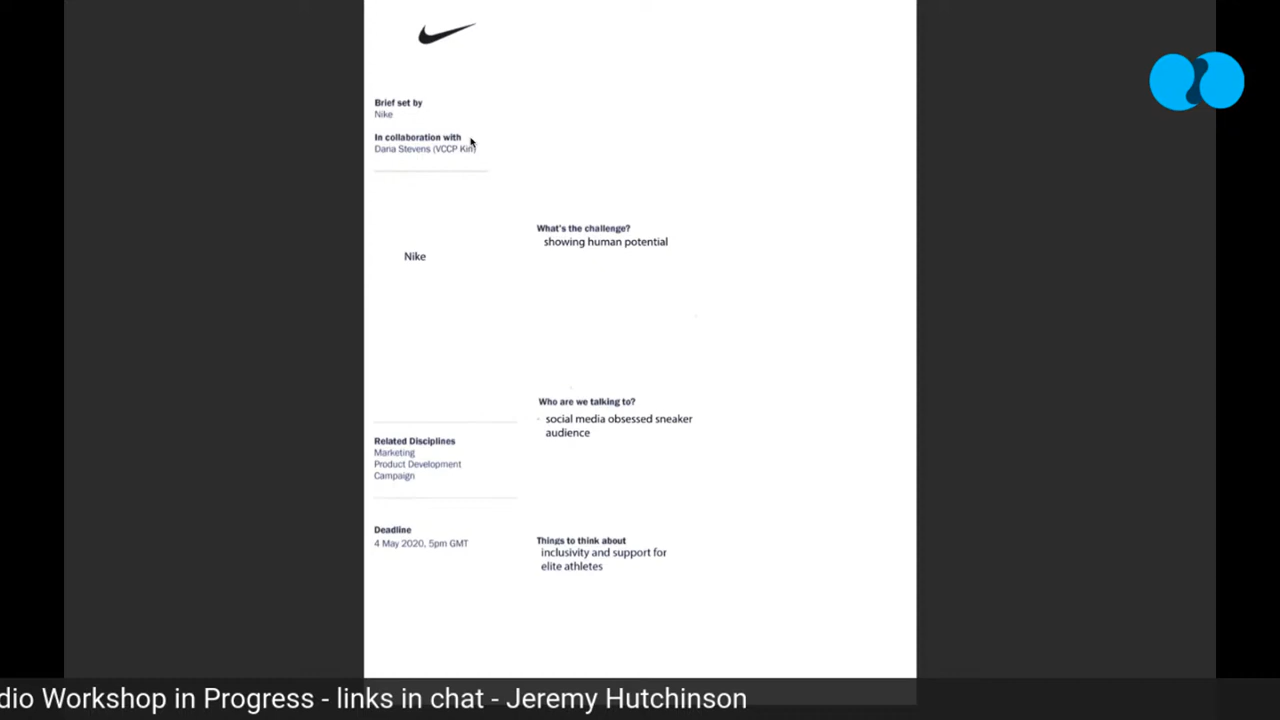 Brief set by
Nike
In collaboration with
Dana Stevens (VCCP Kin)
Nike
Related Disciplines
Marketing
Product Development
Campaign
Deadline
4 May 2020, 5pm GMT
What's the challenge?
showing human potential
Who are we talking to?
social media obsessed sneaker
audience
Things to think about
inclusivity and support for
elite athletes
dio Workshop in Progress - links in chat - Jeremy Hutchinson